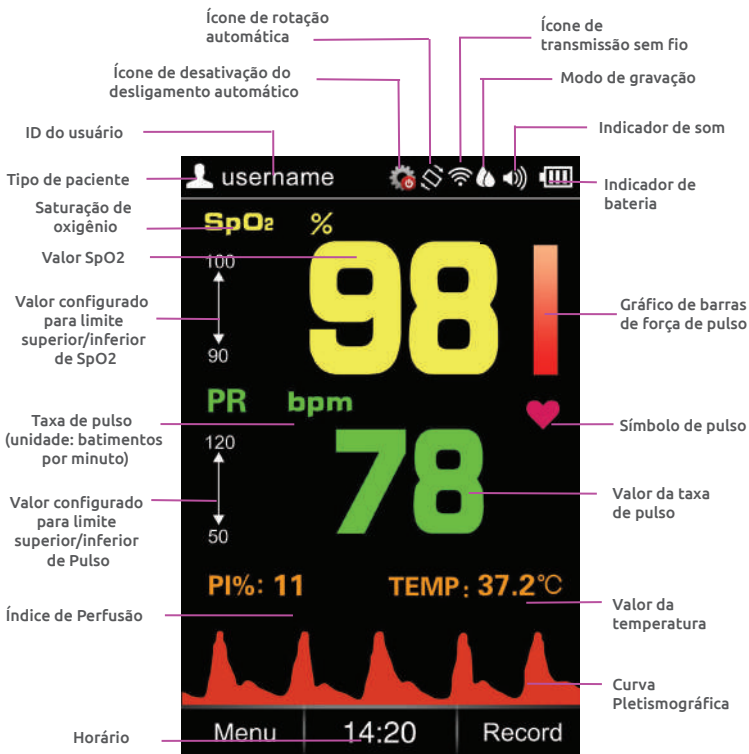 Ícone de rotação
automática
Ícone de
transmissão sem fio
Ícone de desativação do
desligamento automático
Modo de gravação
ID do usuário
Indicador de som
Tipo de paciente
username
Indicador de
bateria
Saturação de
oxigênio
SpO2 %
Valor SpO2
100
98
Valor configurado
para limite
superior/inferior
de SpO2
90
Gráfico de barras
de força de pulso
PR bpm
Taxa de pulso
(unidade: batimentos
por minuto)
120
78
Símbolo de pulso
Valor configurado
para limite
superior/inferior
de Pulso
50
Valor da taxa
de pulso
PI%: 11 TEMP: 37.2°C
Índice de Perfusão
Valor da
temperatura
Curva
Pletismográfica
Horário
Menu 14:20 Record